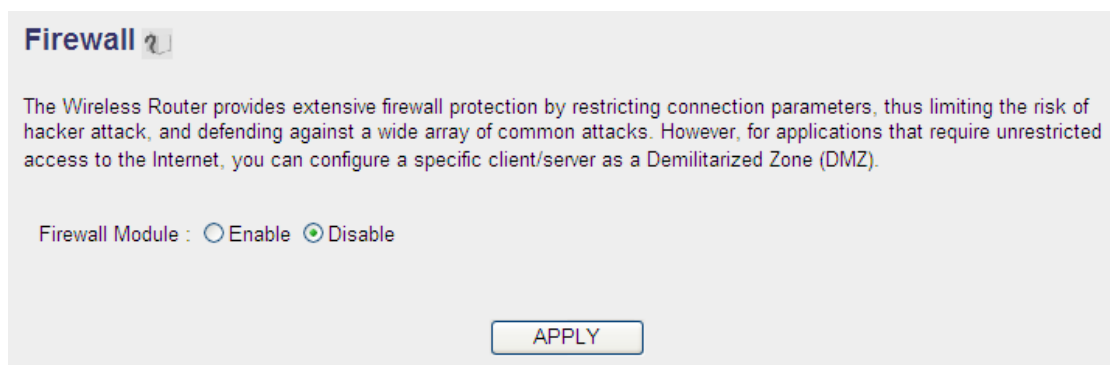 Firewall
The Wireless Router provides extensive firewall protection by restricting connection parameters, thus limiting the risk of
hacker attack, and defending against a wide array of common attacks. However, for applications that require unrestricted
access to the Internet, you can configure a specific client/server as a Demilitarized Zone (DMZ).
Firewall Module : Enable Disable
APPLY